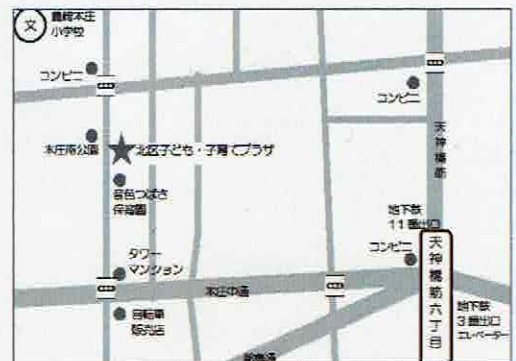 文
豊崎本庄
小学校
コンビニ
コンビニ
本庄南公園
北区子ども・子育てプラザ
音色つばさ
保育園
天神橋筋
地下鉄
11番出口
コンビニ
タワー
マンション
本庄中通
天神橋筋六丁目
地下鉄
3番出口
エレベーター
自転車
販売店